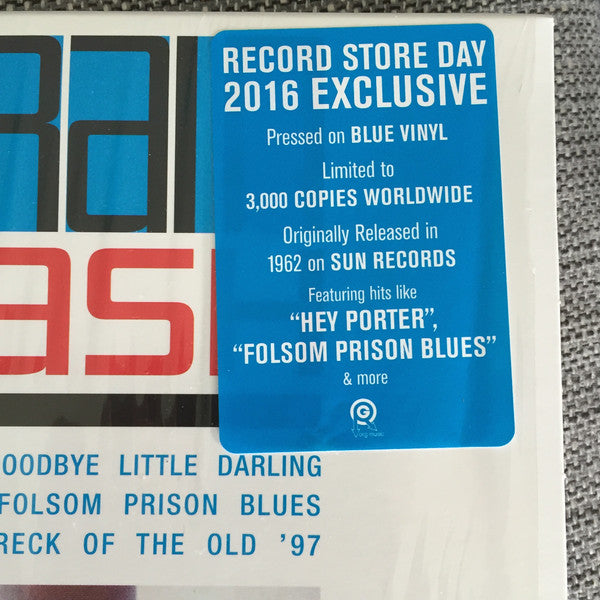 RECORD STORE DAY
2016 EXCLUSIVE
Pressed on BLUE VINYL
Limited to
3,000 COPIES WORLDWIDE
Originally Released in
1962 on SUN RECORDS
Featuring hits like
"HEY PORTER",
"FOLSOM PRISON BLUES"
& more
org music
OODBYE LITTLE DARLING
FOLSOM PRISON BLUES
RECK OF THE OLD '97